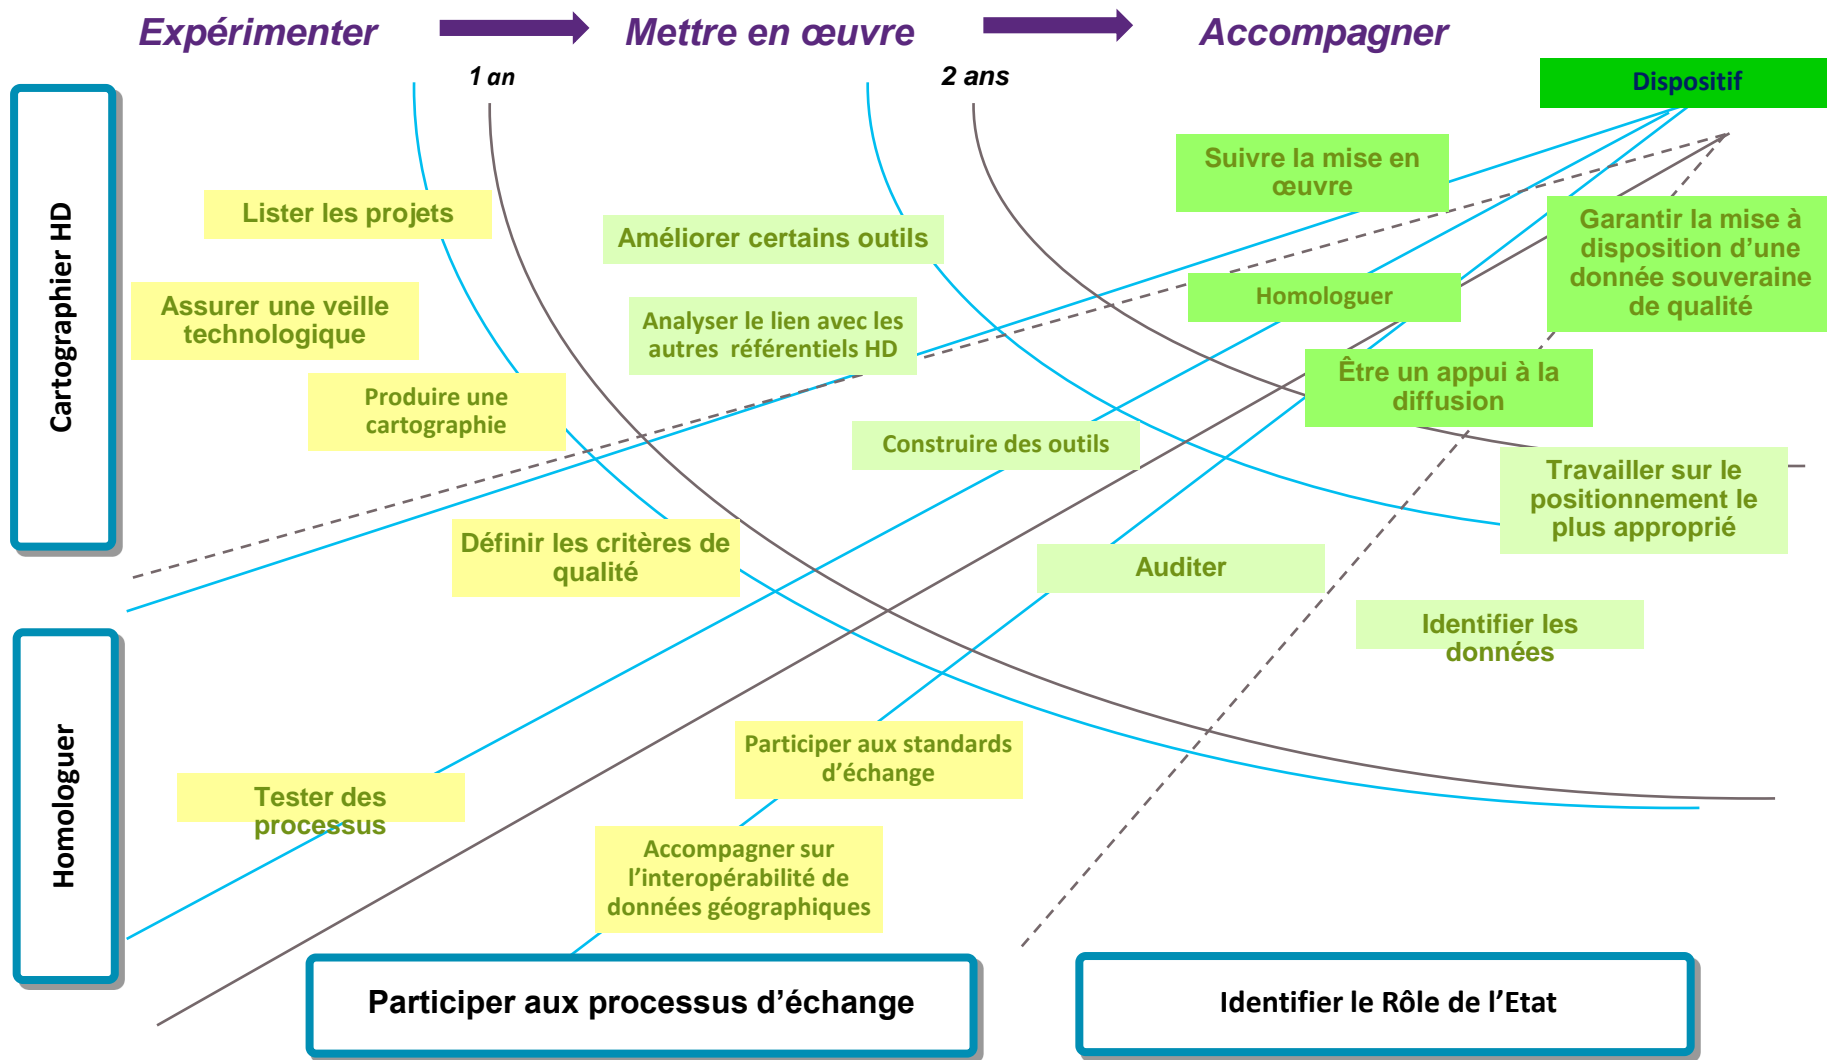 Expérimenter
Mettre en œuvre
Accompagner
1 an
2 ans
Dispositif
Cartographier HD
Lister les projets
Assurer une veille
technologique
Produire une
cartographie
Définir les critères de
qualité
Améliorer certains outils
Analyser le lien avec les
autres référentiels HD
Construire des outils
Suivre la mise en
œuvre
Homologuer
Garantir la mise à
disposition d’une
donnée souveraine
de qualité
Être un appui à la
diffusion
Travailler sur le
positionnement le
plus approprié
Auditer
Identifier les
données
Homologuer
Tester des
processus
Participer aux standards
d’échange
Accompagner sur
l’interopérabilité de
données géographiques
Participer aux processus d’échange
Identifier le Rôle de l’Etat